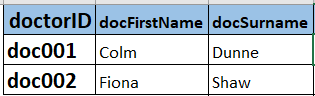 doctorID docFirstName docSurname
doc001 Colm Dunne
doc002 Fiona Shaw